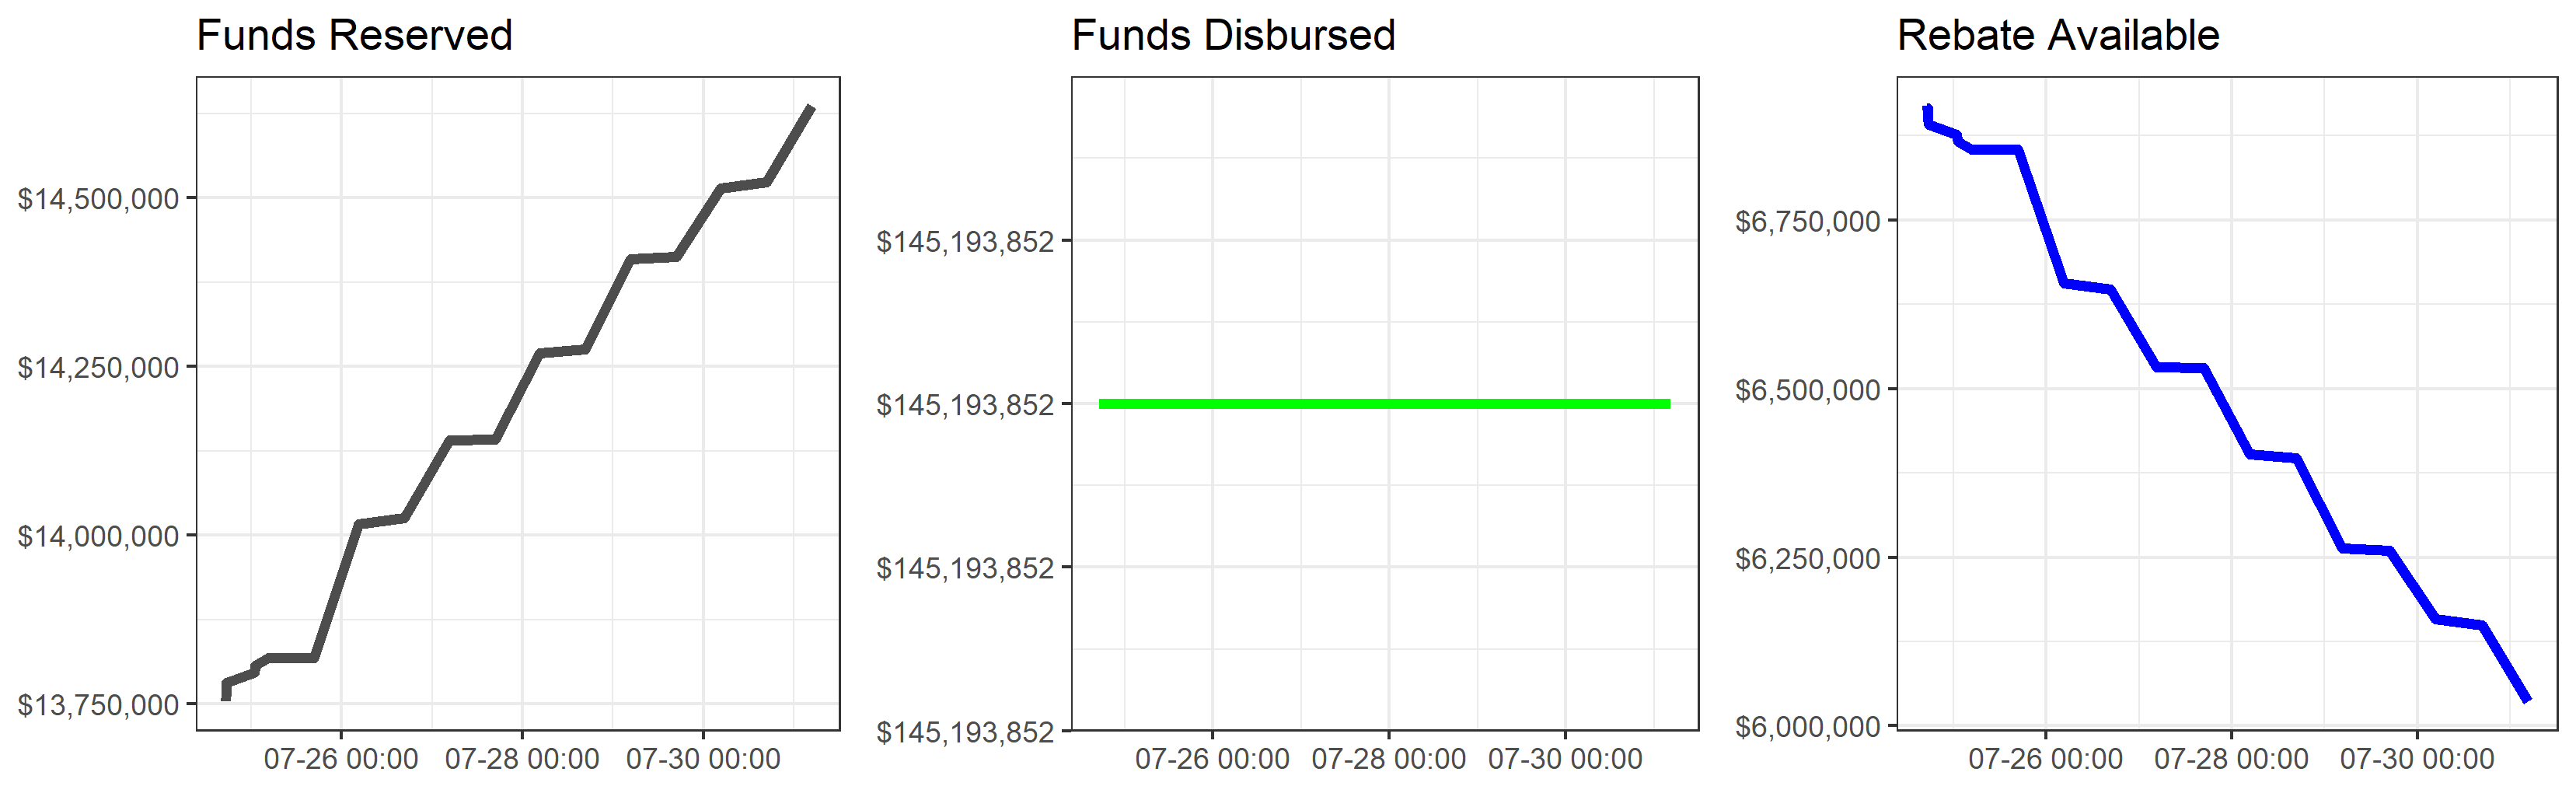 Funds Reserved
$14,500,000
$14,250,000
$14,000,000
$13,750,000
07-26 00:00 07-28 00:00 07-30 00:00
Funds Disbursed
$145,193,852
$145,193,852
$145,193,852
$145,193,852
07-26 00:00 07-28 00:00 07-30 00:00
Rebate Available
$6,750,000
$6,500,000
$6,250,000
$6,000,000
07-26 00:00 07-28 00:00 07-30 00:00